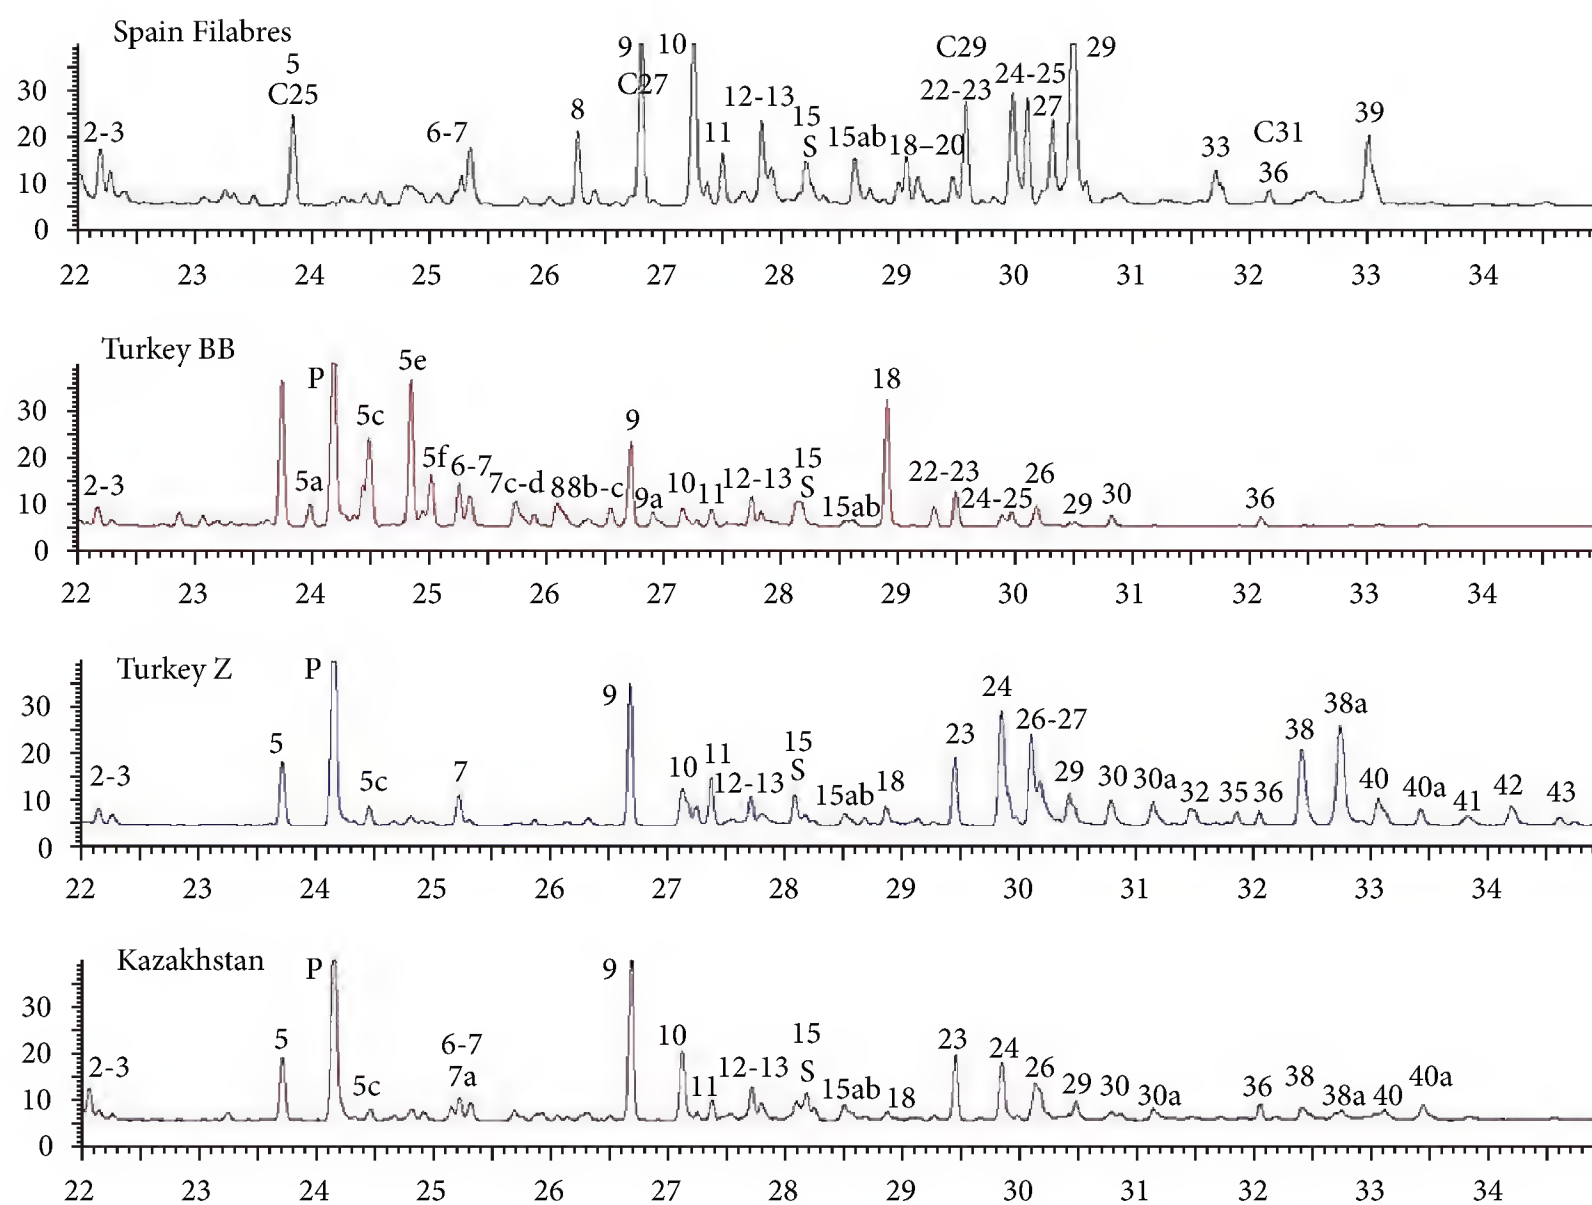 Spain Filabres
5
9 10 C29 29
C25 C27 24-25
30 22-23
12-13 27
20 2-3 6-7 8 11 15 15ab 18–20 C31 39
S 33
10 36
0
22 23 24 25 26 27 28 29 30 31 32 33 34
Turkey BB
P 5e 18
30 5c 9
20 5f 6-7 15 22-23 26
2-3 5a 7c-d 8 8b-c 10 12-13 S
10 9a 11 15ab 24-25 29 30 36
0
22 23 24 25 26 27 28 29 30 31 32 33 34
Turkey Z P
30 9 24 38a
26-27
20 5 11 15 23 38
2-3 5c 7 10 12-13 S 15ab 18 29 30 30a 40
10 32 35 36 40a 41 42 43
0
22 23 24 25 26 27 28 29 30 31 32 33 34
Kazakhstan P 9
30
20 5 6-7 10 15 23 24
2-3 7a 12-13 S 26 38 40a
10 5c 11 15ab 18 29 30 30a 36 38a 40
0
22 23 24 25 26 27 28 29 30 31 32 33 34